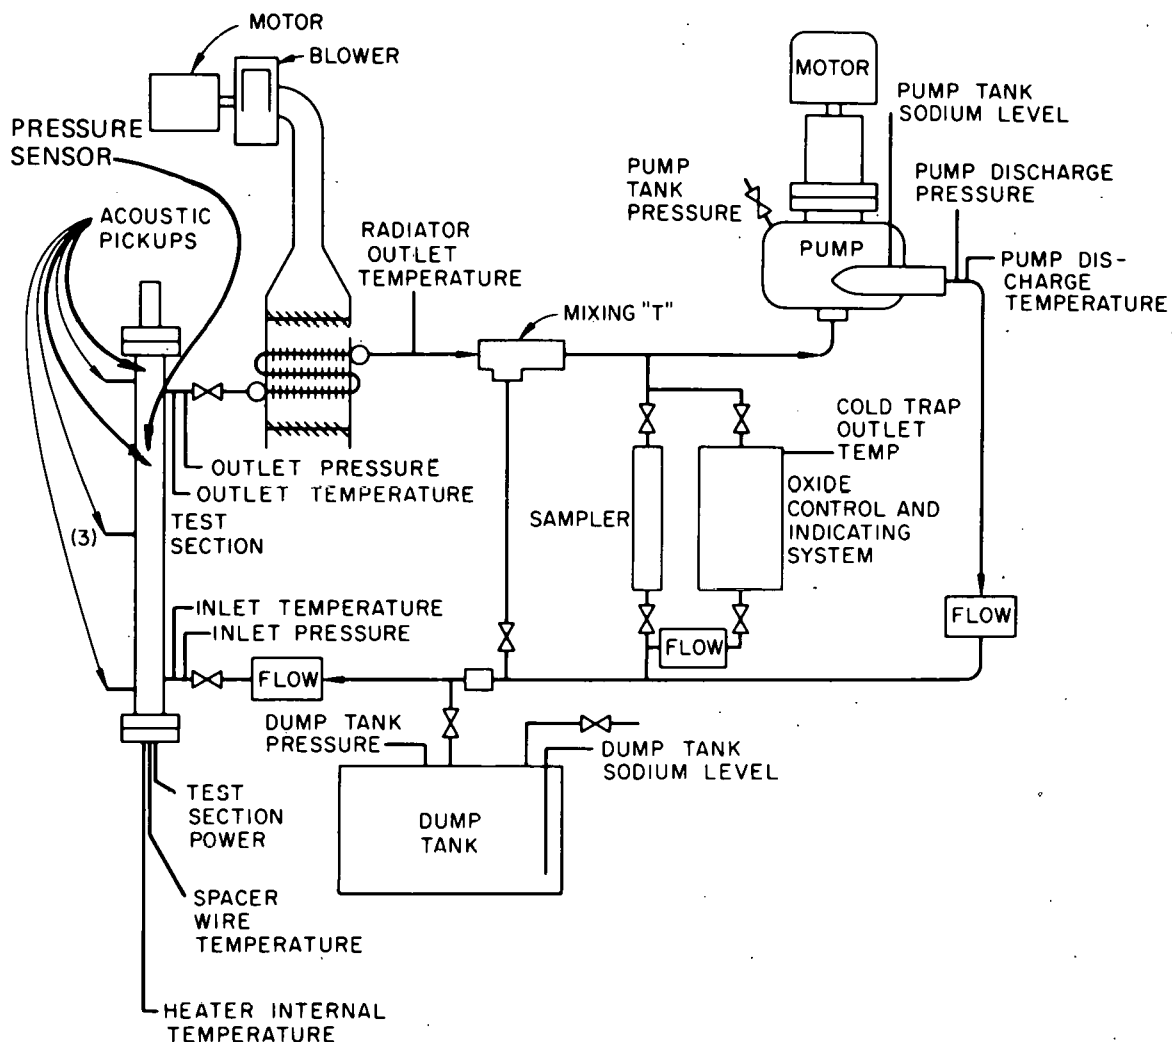 MOTOR
BLOWER
PRESSURE
SENSOR
ACOUSTIC
PICKUPS
RADIATOR
OUTLET
TEMPERATURE
MIXING "T"
MOTOR
PUMP TANK
SODIUM LEVEL
PUMP
TANK
PRESSURE
PUMP DISCHARGE
PRESSURE
PUMP
PUMP DIS-
CHARGE
TEMPERATURE
OUTLET PRESSURE
OUTLET TEMPERATURE
TEST
SECTION
(3)
COLD TRAP
OUTLET
TEMP
SAMPLER
OXIDE
CONTROL AND
INDICATING
SYSTEM
INLET TEMPERATURE
INLET PRESSURE
FLOW
FLOW
FLOW
DUMP TANK
PRESSURE
DUMP TANK
SODIUM LEVEL
DUMP
TANK
TEST
SECTION
POWER
SPACER
WIRE
TEMPERATURE
HEATER INTERNAL
TEMPERATURE